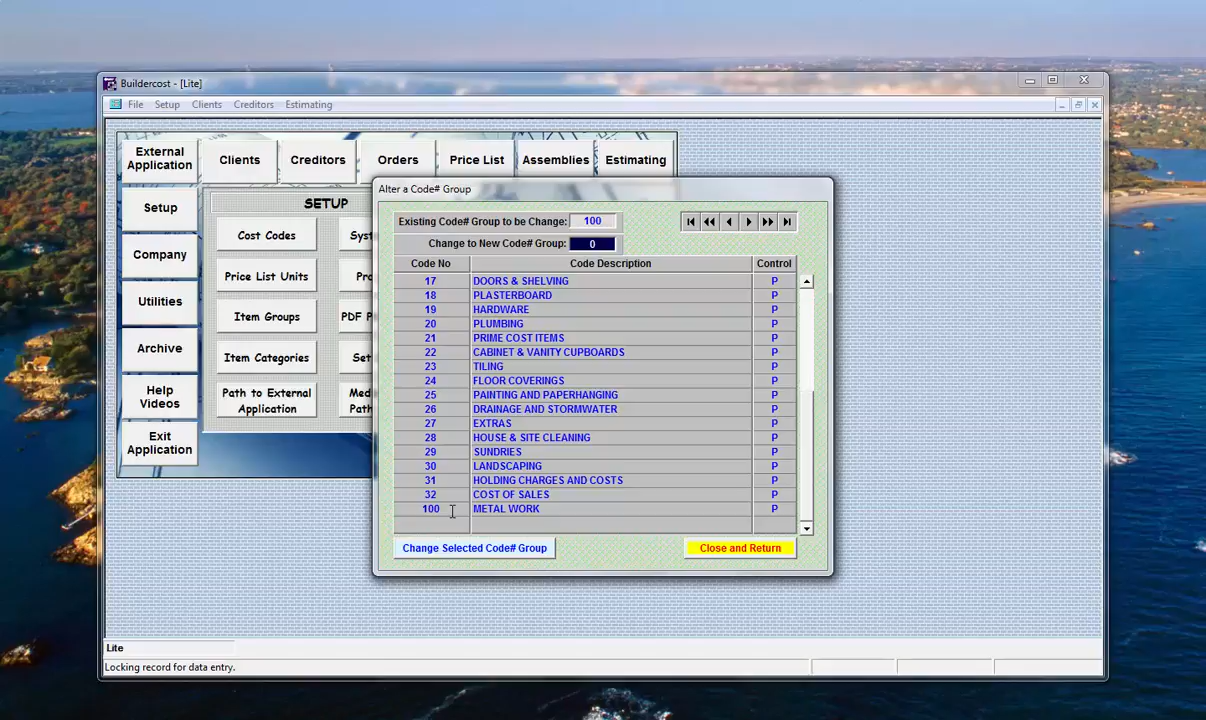 Buildercost - [Lite]
File Setup Clients Creditors Estimating
External Application
Clients
Creditors
Orders
Price List
Assemblies
Estimating
Setup
Company
Utilities
Archive
Help Videos
Exit Application
SETUP
Cost Codes
Price List Units
Item Groups
PDF P
Item Categories
Set
Path to External Application
Alter a Code# Group
Existing Code# Group to be Change: 100
Change to New Code# Group: 0
Code No Code Description Control
17 DOORS & SHELVING P
18 PLASTERBOARD P
19 HARDWARE P
20 PLUMBING P
21 PRIME COST ITEMS P
22 CABINET & VANITY CUPBOARDS P
23 TILING P
24 FLOOR COVERINGS P
25 PAINTING AND PAPERHANGING P
26 DRAINAGE AND STORMWATER P
27 EXTRAS P
28 HOUSE & SITE CLEANING P
29 SUNDRIES P
30 LANDSCAPING P
31 HOLDING CHARGES AND COSTS P
32 COST OF SALES P
100 METAL WORK P
Change Selected Code# Group
Close and Return
Lite
Locking record for data entry.